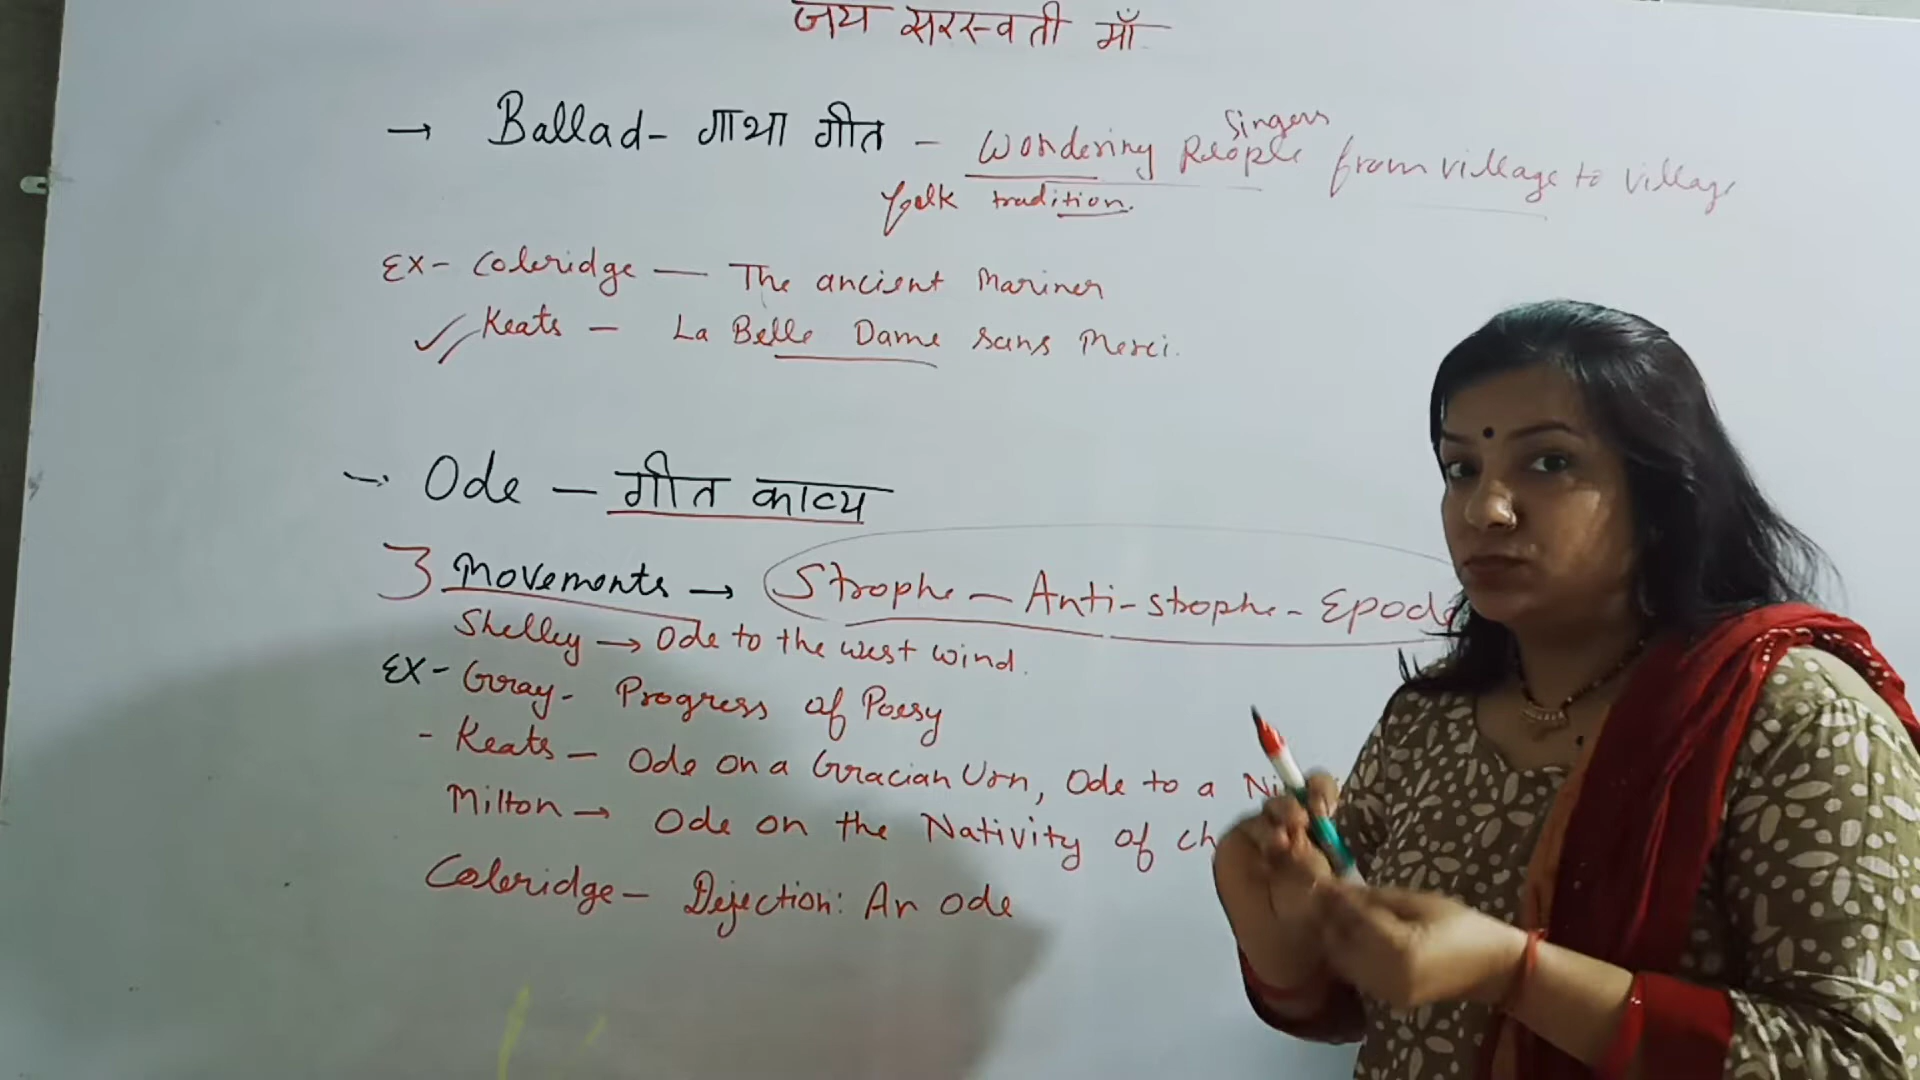 जय सरस्वती माँ
→ Ballad - गाथा गीत - Wondering People Singers from village to village
folk tradition.
Ex - Coleridge — The ancient Mariner
Keats — La Belle Dame sans Merci.
→ Ode — गीत काव्य
3 Movements → Strophe — Anti-strophe - Epode
Shelley → Ode to the west wind.
Ex - Gray - Progress of Poesy
- Keats — Ode on a Gracian Urn, Ode to a
Milton → Ode on the Nativity of
Coleridge — Dejection: An ode